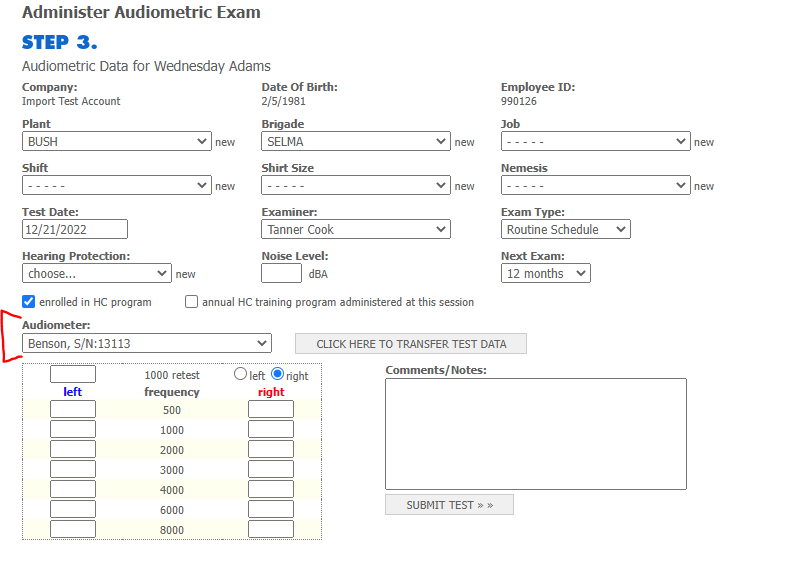 Administer Audiometric Exam
STEP 3.
Audiometric Data for Wednesday Adams
Company: Date Of Birth: Employee ID:
Import Test Account 2/5/1981 990126
Plant Brigade Job
BUSH new SELMA new - - - - - new
Shift Shirt Size Nemesis
- - - - - new - - - - - new - - - - - new
Test Date: Examiner: Exam Type:
12/21/2022 Tanner Cook Routine Schedule
Hearing Protection: Noise Level: Next Exam:
choose... new dBA 12 months
enrolled in HC program annual HC training program administered at this session
Audiometer:
Benson, S/N:13113 CLICK HERE TO TRANSFER TEST DATA
1000 retest left right
left frequency right
500
1000
2000
3000
4000
6000
8000
Comments/Notes:
SUBMIT TEST » »